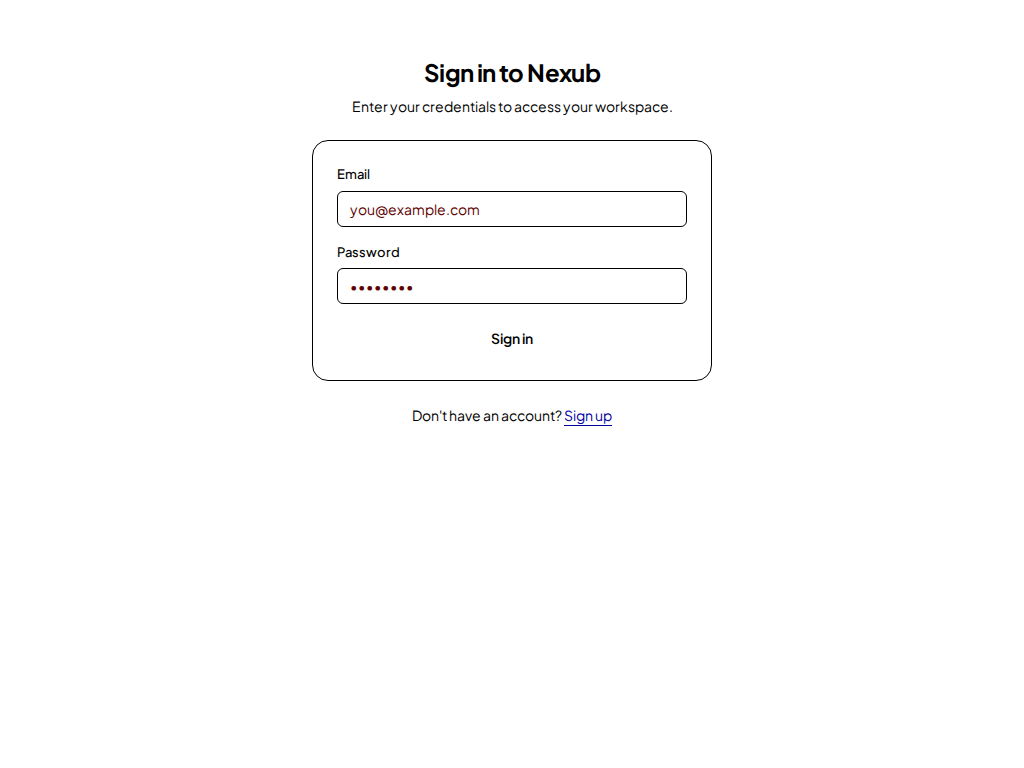 Sign in to Nexub
Enter your credentials to access your workspace.
Email
you@example.com
Password
••••••••
Sign in
Don't have an account? Sign up